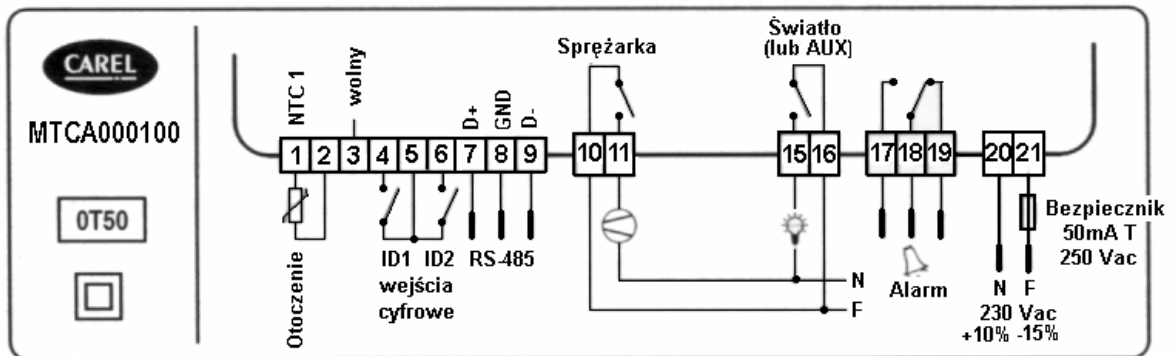 CAREL
MTCA000100
0T50
NTC 1
wolny
D+
GND
D-
1 2 3 4 5 6 7 8 9
Otoczenie
ID1 ID2 RS-485
wejścia
cyfrowe
Sprężarka
10 11
Światło
(lub AUX)
15 16
N
F
17 18 19
Alarm
20 21
Bezpiecznik
50mA T
250 Vac
N F
230 Vac
+10% -15%